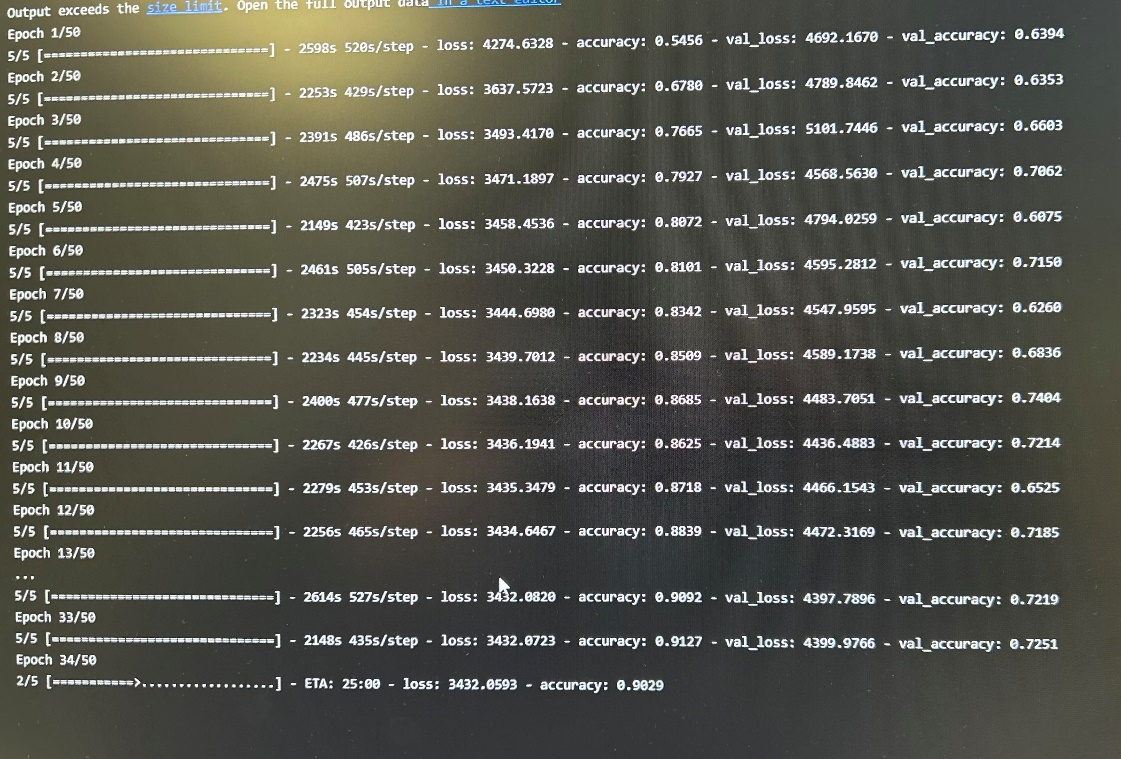 Output exceeds the size limit. Open the full output data in a text editor
Epoch 1/50
5/5 [==============================] - 2598s 520s/step - loss: 4274.6328 - accuracy: 0.5456 - val_loss: 4692.1670 - val_accuracy: 0.6394
Epoch 2/50
5/5 [==============================] - 2253s 429s/step - loss: 3637.5723 - accuracy: 0.6780 - val_loss: 4789.8462 - val_accuracy: 0.6353
Epoch 3/50
5/5 [==============================] - 2391s 486s/step - loss: 3493.4170 - accuracy: 0.7665 - val_loss: 5101.7446 - val_accuracy: 0.6603
Epoch 4/50
5/5 [==============================] - 2475s 507s/step - loss: 3471.1897 - accuracy: 0.7927 - val_loss: 4568.5630 - val_accuracy: 0.7062
Epoch 5/50
5/5 [==============================] - 2149s 423s/step - loss: 3458.4536 - accuracy: 0.8072 - val_loss: 4794.0259 - val_accuracy: 0.6075
Epoch 6/50
5/5 [==============================] - 2461s 505s/step - loss: 3450.3228 - accuracy: 0.8101 - val_loss: 4595.2812 - val_accuracy: 0.7150
Epoch 7/50
5/5 [==============================] - 2323s 454s/step - loss: 3444.6980 - accuracy: 0.8342 - val_loss: 4547.9595 - val_accuracy: 0.6260
Epoch 8/50
5/5 [==============================] - 2234s 445s/step - loss: 3439.7012 - accuracy: 0.8509 - val_loss: 4589.1738 - val_accuracy: 0.6836
Epoch 9/50
5/5 [==============================] - 2400s 477s/step - loss: 3438.1638 - accuracy: 0.8685 - val_loss: 4483.7051 - val_accuracy: 0.7404
Epoch 10/50
5/5 [==============================] - 2267s 426s/step - loss: 3436.1941 - accuracy: 0.8625 - val_loss: 4436.4883 - val_accuracy: 0.7214
Epoch 11/50
5/5 [==============================] - 2279s 453s/step - loss: 3435.3479 - accuracy: 0.8718 - val_loss: 4466.1543 - val_accuracy: 0.6525
Epoch 12/50
5/5 [==============================] - 2256s 465s/step - loss: 3434.6467 - accuracy: 0.8839 - val_loss: 4472.3169 - val_accuracy: 0.7185
Epoch 13/50
...
5/5 [==============================] - 2614s 527s/step - loss: 3432.0820 - accuracy: 0.9092 - val_loss: 4397.7896 - val_accuracy: 0.7219
Epoch 33/50
5/5 [==============================] - 2148s 435s/step - loss: 3432.0723 - accuracy: 0.9127 - val_loss: 4399.9766 - val_accuracy: 0.7251
Epoch 34/50
2/5 [===========>..................] - ETA: 25:00 - loss: 3432.0593 - accuracy: 0.9029